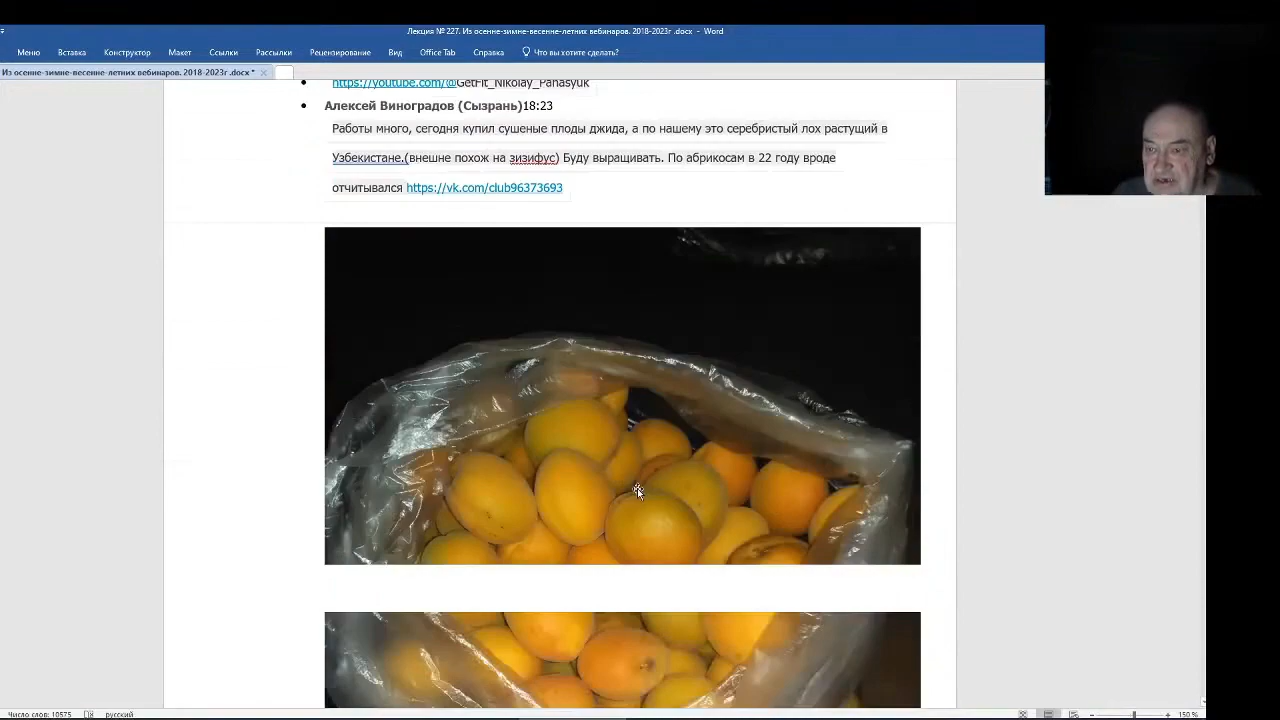 Лекция № 227. Из осенне-зимне-весенне-летних вебинаров. 2018-2023г .docx - Word
Меню Вставка Конструктор Макет Ссылки Рассылки Рецензирование Вид Office Tab Справка Что вы хотите сделать?
Из осенне-зимне-весенне-летних вебинаров. 2018-2023г .docx *
https://youtube.com/@GetFit_Nikolay_Panasyuk
Алексей Виноградов (Сызрань)18:23
Работы много, сегодня купил сушеные плоды джида, а по нашему это серебристый лох растущий в
Узбекистане.(внешне похож на зизифус) Буду выращивать. По абрикосам в 22 году вроде
отчитывался https://vk.com/club96373693
Число слов: 10575 русский 150 %